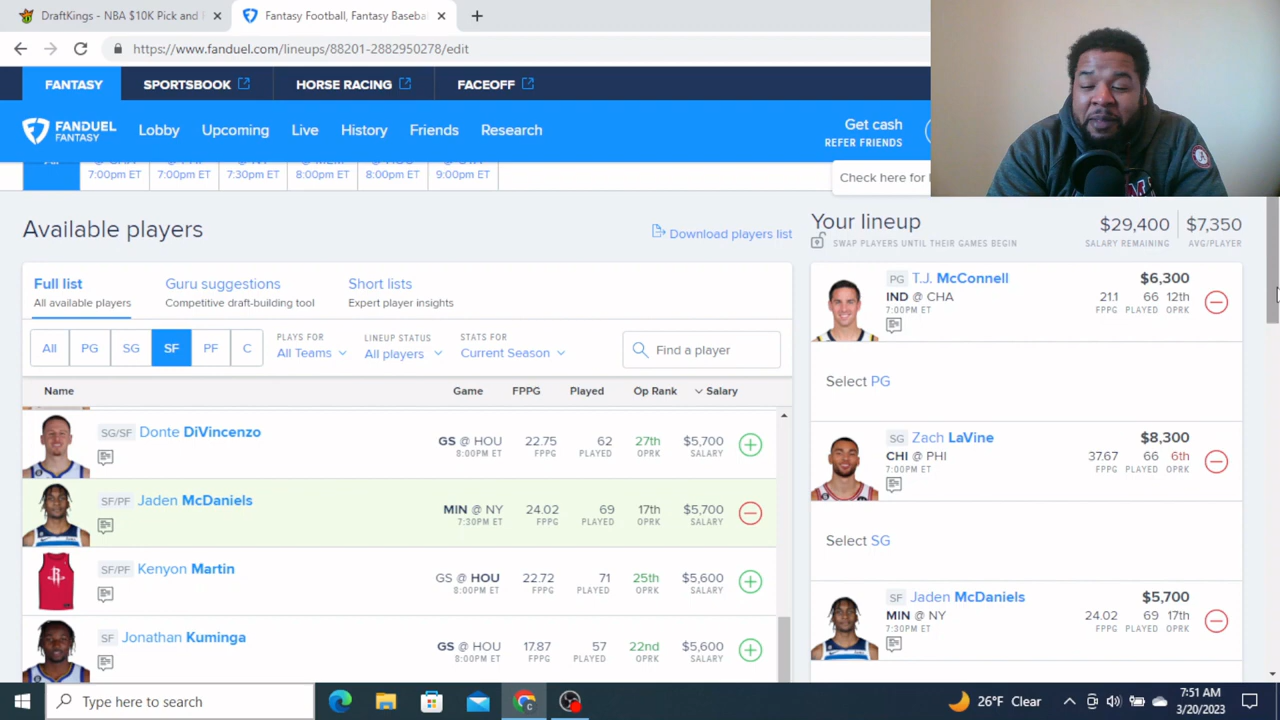 DraftKings - NBA $10K Pick and
Fantasy Football, Fantasy Baseba
https://www.fanduel.com/lineups/88201-2882950278/edit
FANTASY SPORTSBOOK HORSE RACING FACEOFF
FANDUEL FANTASY Lobby Upcoming Live History Friends Research
Get cash
REFER FRIENDS
7:00pm ET 7:00pm ET 7:30pm ET 8:00pm ET 8:00pm ET 9:00pm ET
Check here for
Available players
Download players list
Full list Guru suggestions Short lists
All available players Competitive draft-building tool Expert player insights
All PG SG SF PF C
PLAYS FOR
All Teams
LINEUP STATUS
All players
STATS FOR
Current Season
Find a player
Name Game FPPG Played Op Rank Salary
SG/SF Donte DiVincenzo
GS @ HOU 22.75 62 27th $5,700
8:00PM ET FPPG PLAYED OPRK SALARY
SF/PF Jaden McDaniels
MIN @ NY 24.02 69 17th $5,700
7:30PM ET FPPG PLAYED OPRK SALARY
SF/PF Kenyon Martin
GS @ HOU 22.72 71 25th $5,600
8:00PM ET FPPG PLAYED OPRK SALARY
SF Jonathan Kuminga
GS @ HOU 17.87 57 22nd $5,600
8:00PM ET FPPG PLAYED OPRK SALARY
Your lineup
SWAP PLAYERS UNTIL THEIR GAMES BEGIN
$29,400 $7,350
SALARY REMAINING AVG/PLAYER
PG T.J. McConnell $6,300
IND @ CHA 21.1 66 12th
7:00PM ET FPPG PLAYED OPRK
Select PG
SG Zach LaVine $8,300
CHI @ PHI 37.67 66 6th
7:00PM ET FPPG PLAYED OPRK
Select SG
SF Jaden McDaniels $5,700
MIN @ NY 24.02 69 17th
7:30PM ET FPPG PLAYED OPRK
Type here to search
26°F Clear
7:51 AM
3/20/2023